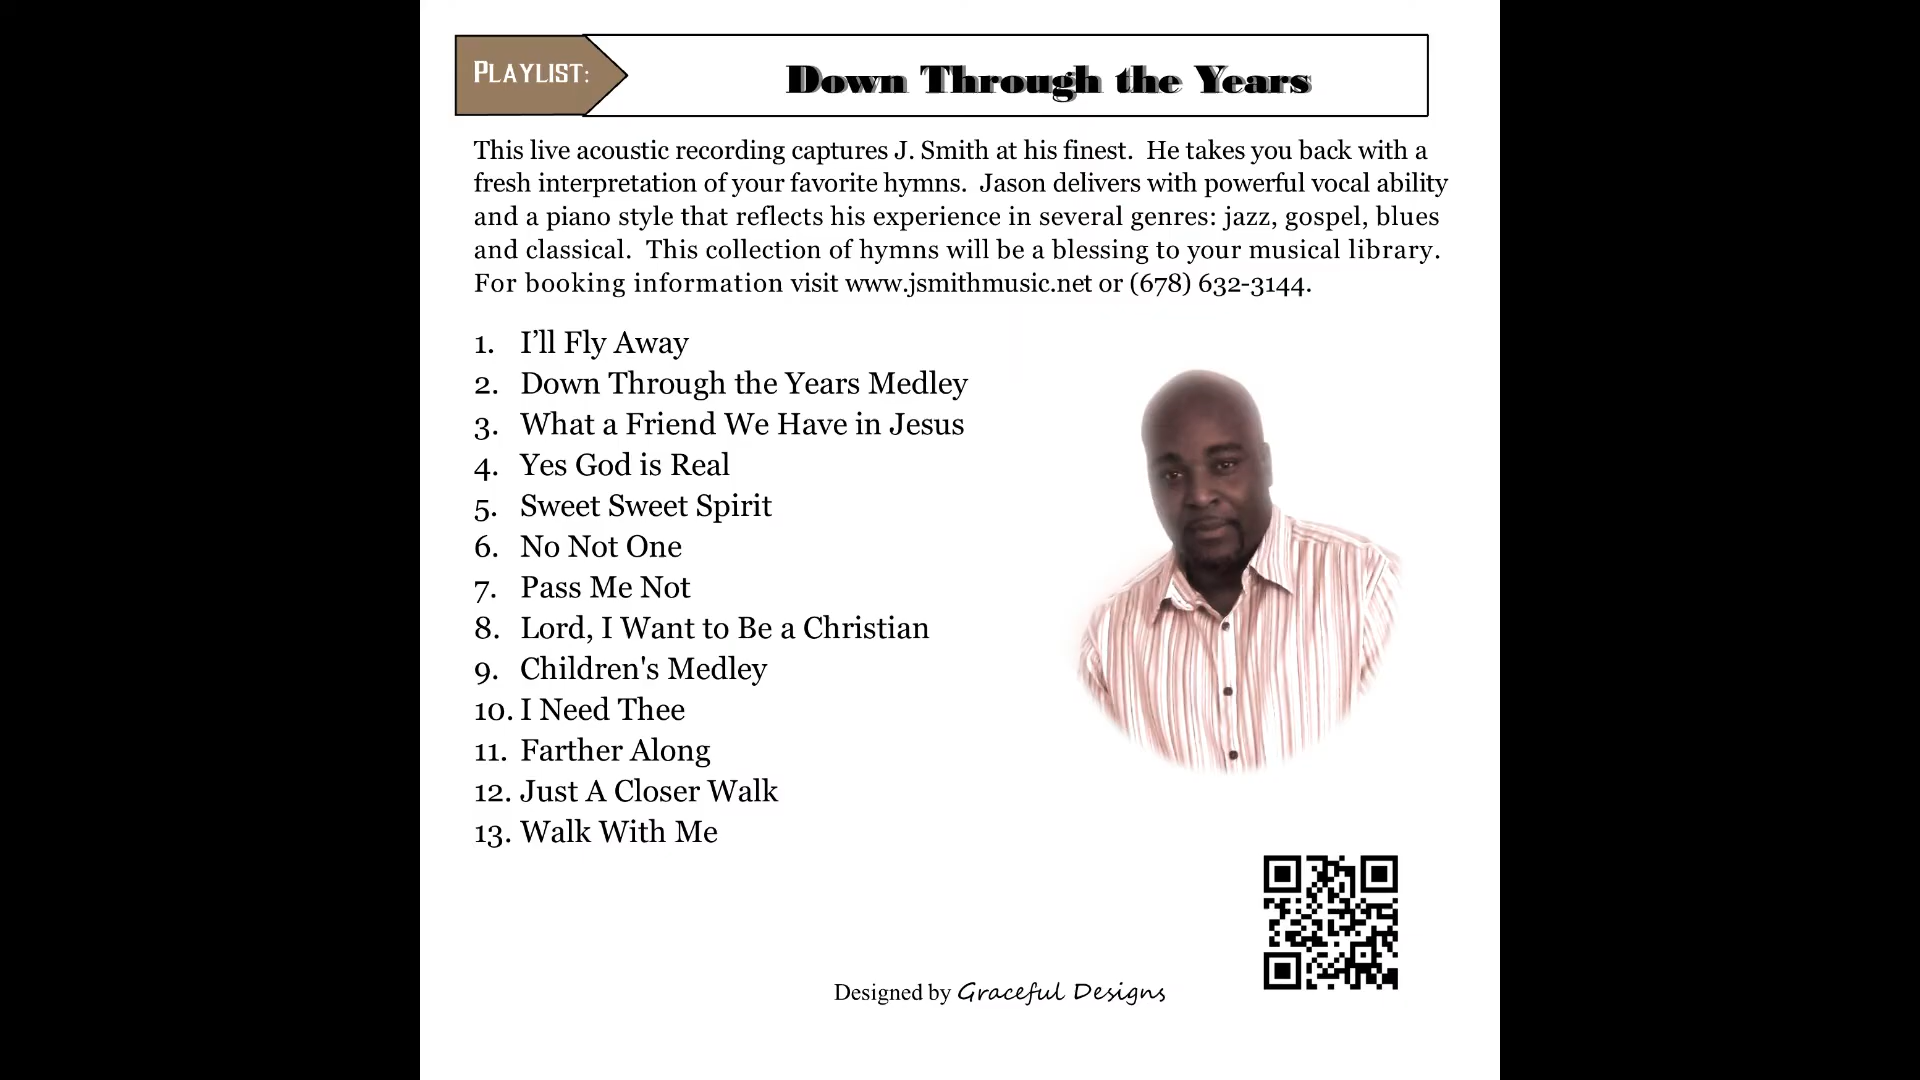 PLAYLIST:
Down Through the Years
This live acoustic recording captures J. Smith at his finest.  He takes you back with a
fresh interpretation of your favorite hymns.  Jason delivers with powerful vocal ability
and a piano style that reflects his experience in several genres: jazz, gospel, blues
and classical.  This collection of hymns will be a blessing to your musical library.
For booking information visit www.jsmithmusic.net or (678) 632-3144.
1. I’ll Fly Away
2. Down Through the Years Medley
3. What a Friend We Have in Jesus
4. Yes God is Real
5. Sweet Sweet Spirit
6. No Not One
7. Pass Me Not
8. Lord, I Want to Be a Christian
9. Children's Medley
10. I Need Thee
11. Farther Along
12. Just A Closer Walk
13. Walk With Me
Designed by Graceful Designs